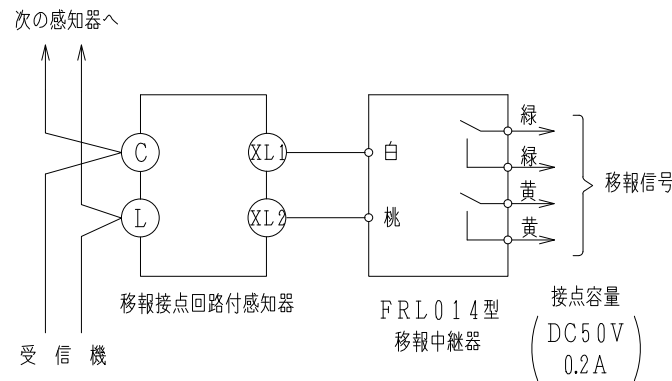 次の感知器へ
C
L
XL1
XL2
白
桃
緑
緑
黄
黄
移報信号
移報接点回路付感知器
FRL014型
移報中継器
接点容量
DC50V
0.2A
受信機